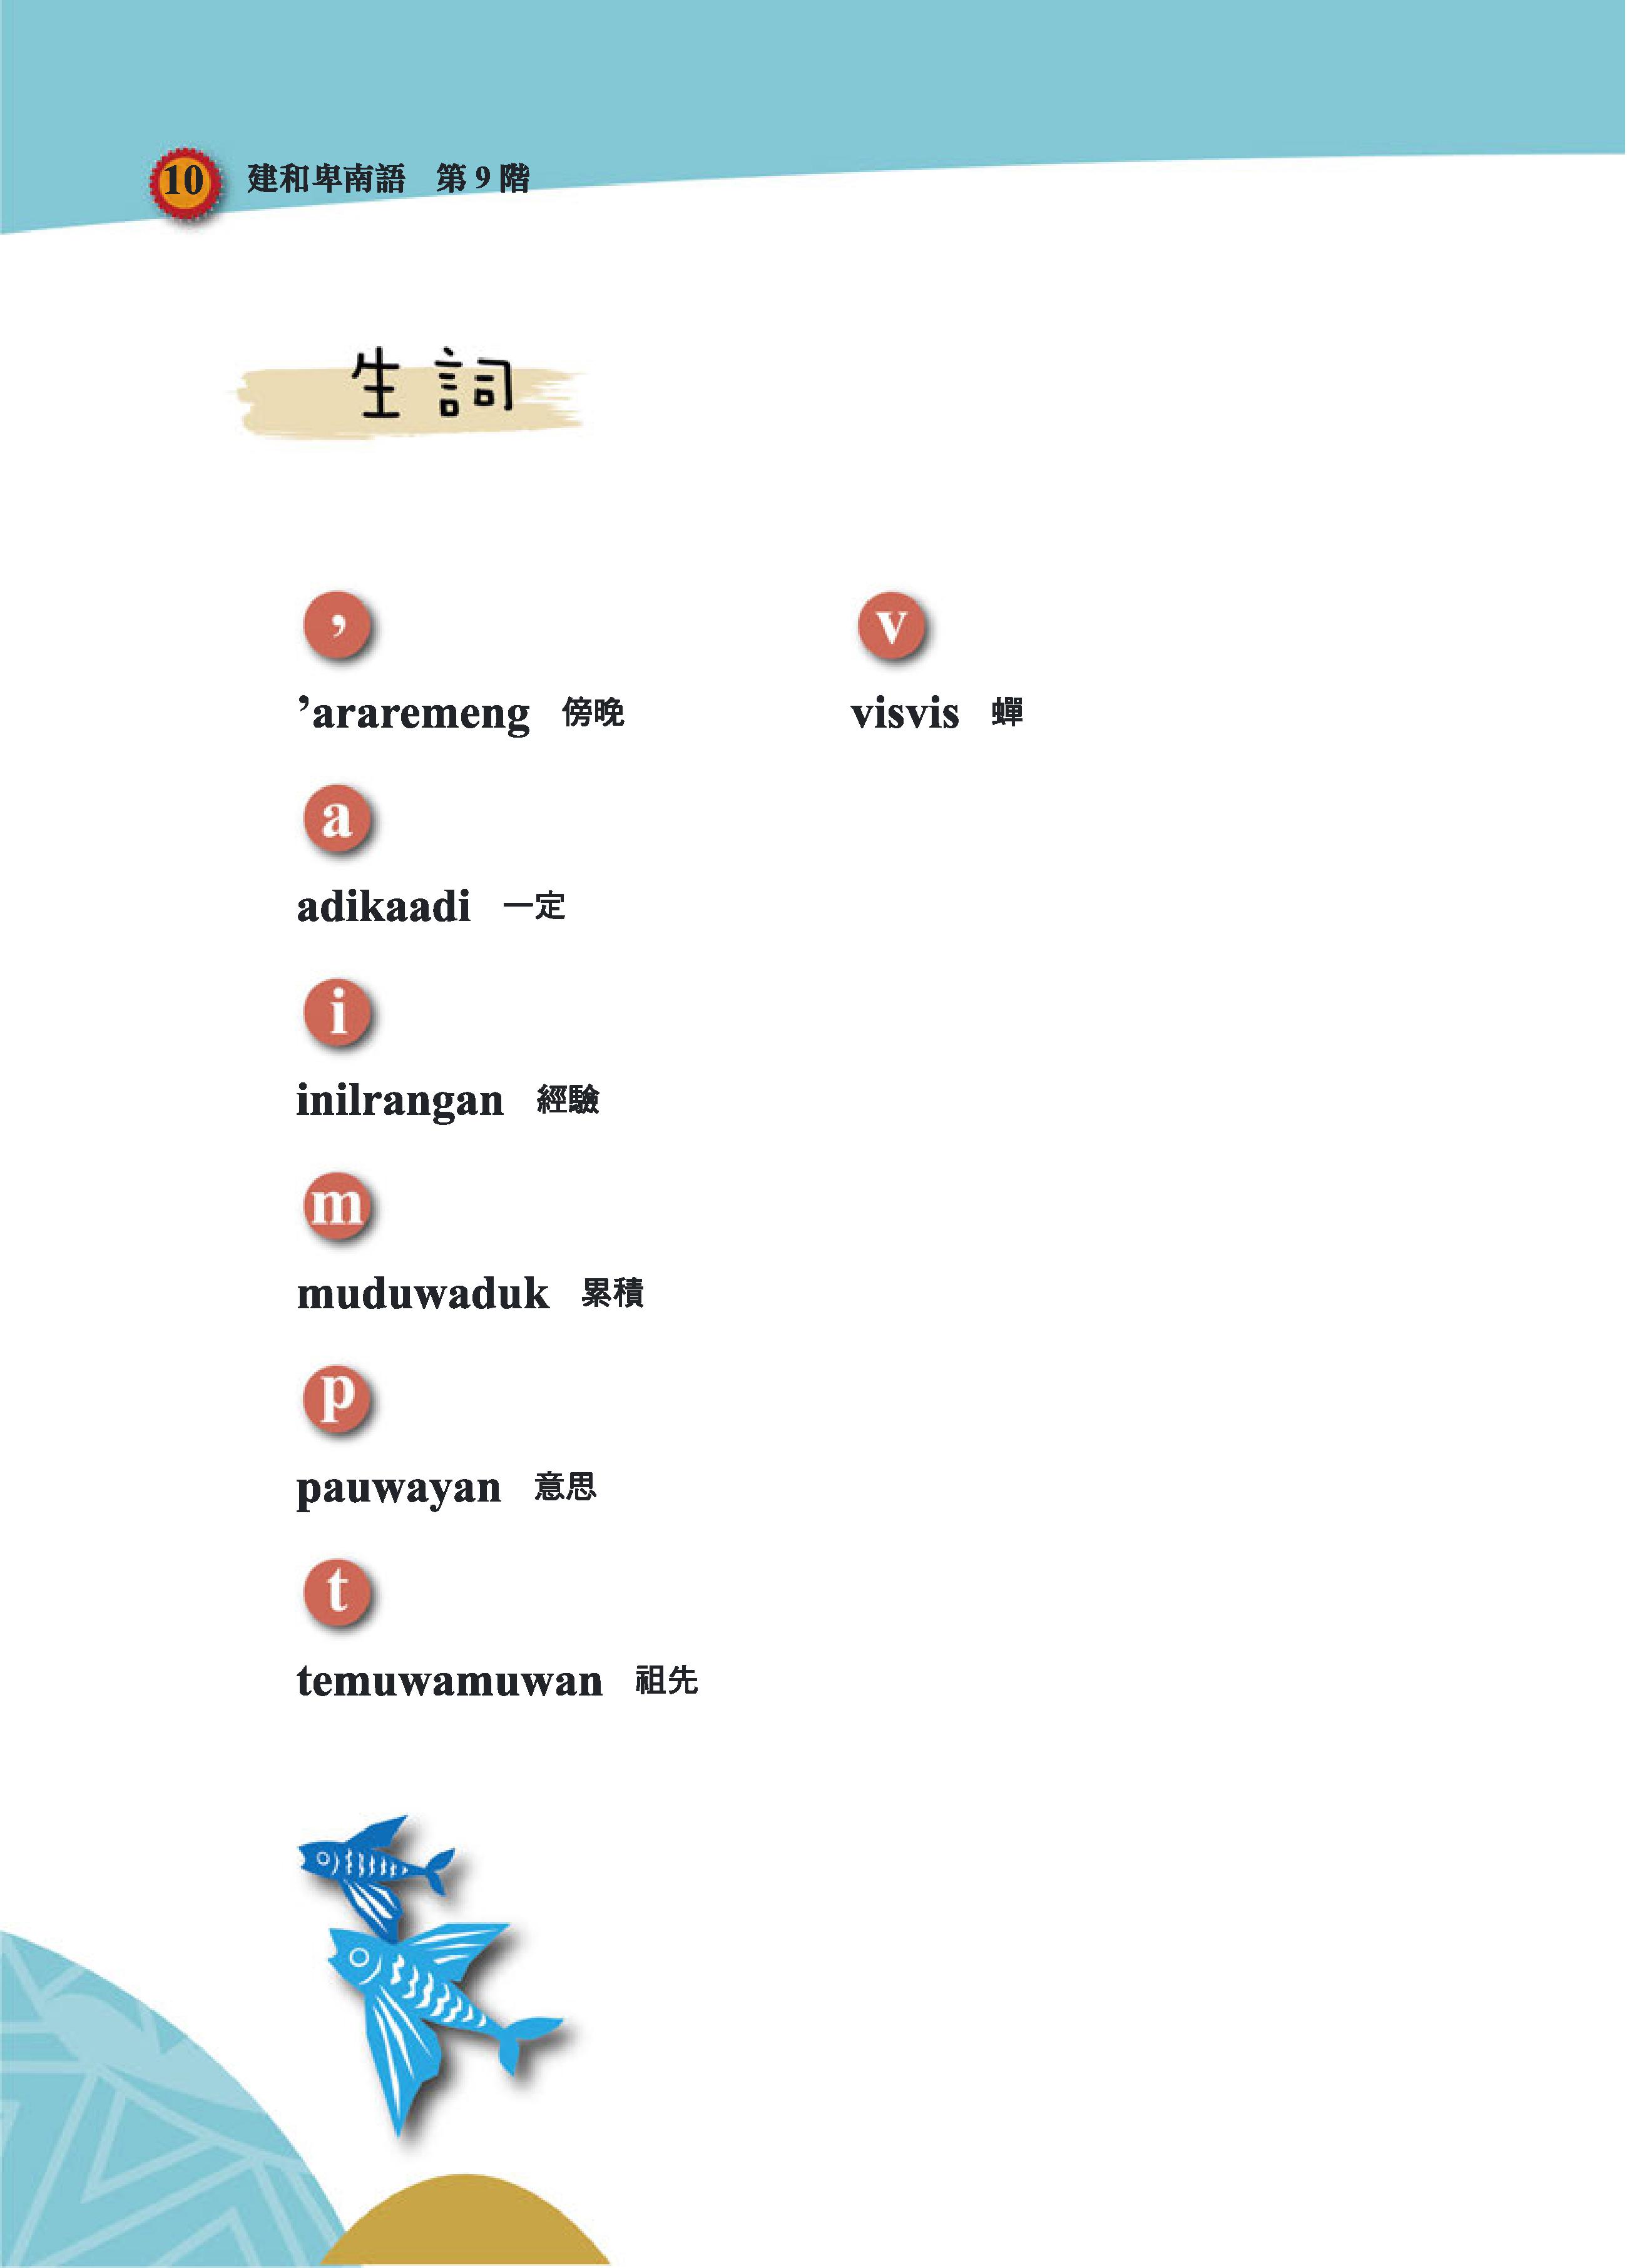 10 建和卑南語 第9階
生詞
’
’araremeng 傍晚
a
adikaadi 一定
i
inilrangan 經驗
m
muduwaduk 累積
p
pauwayan 意思
t
temuwamuwan 祖先
v
visvis 蟬